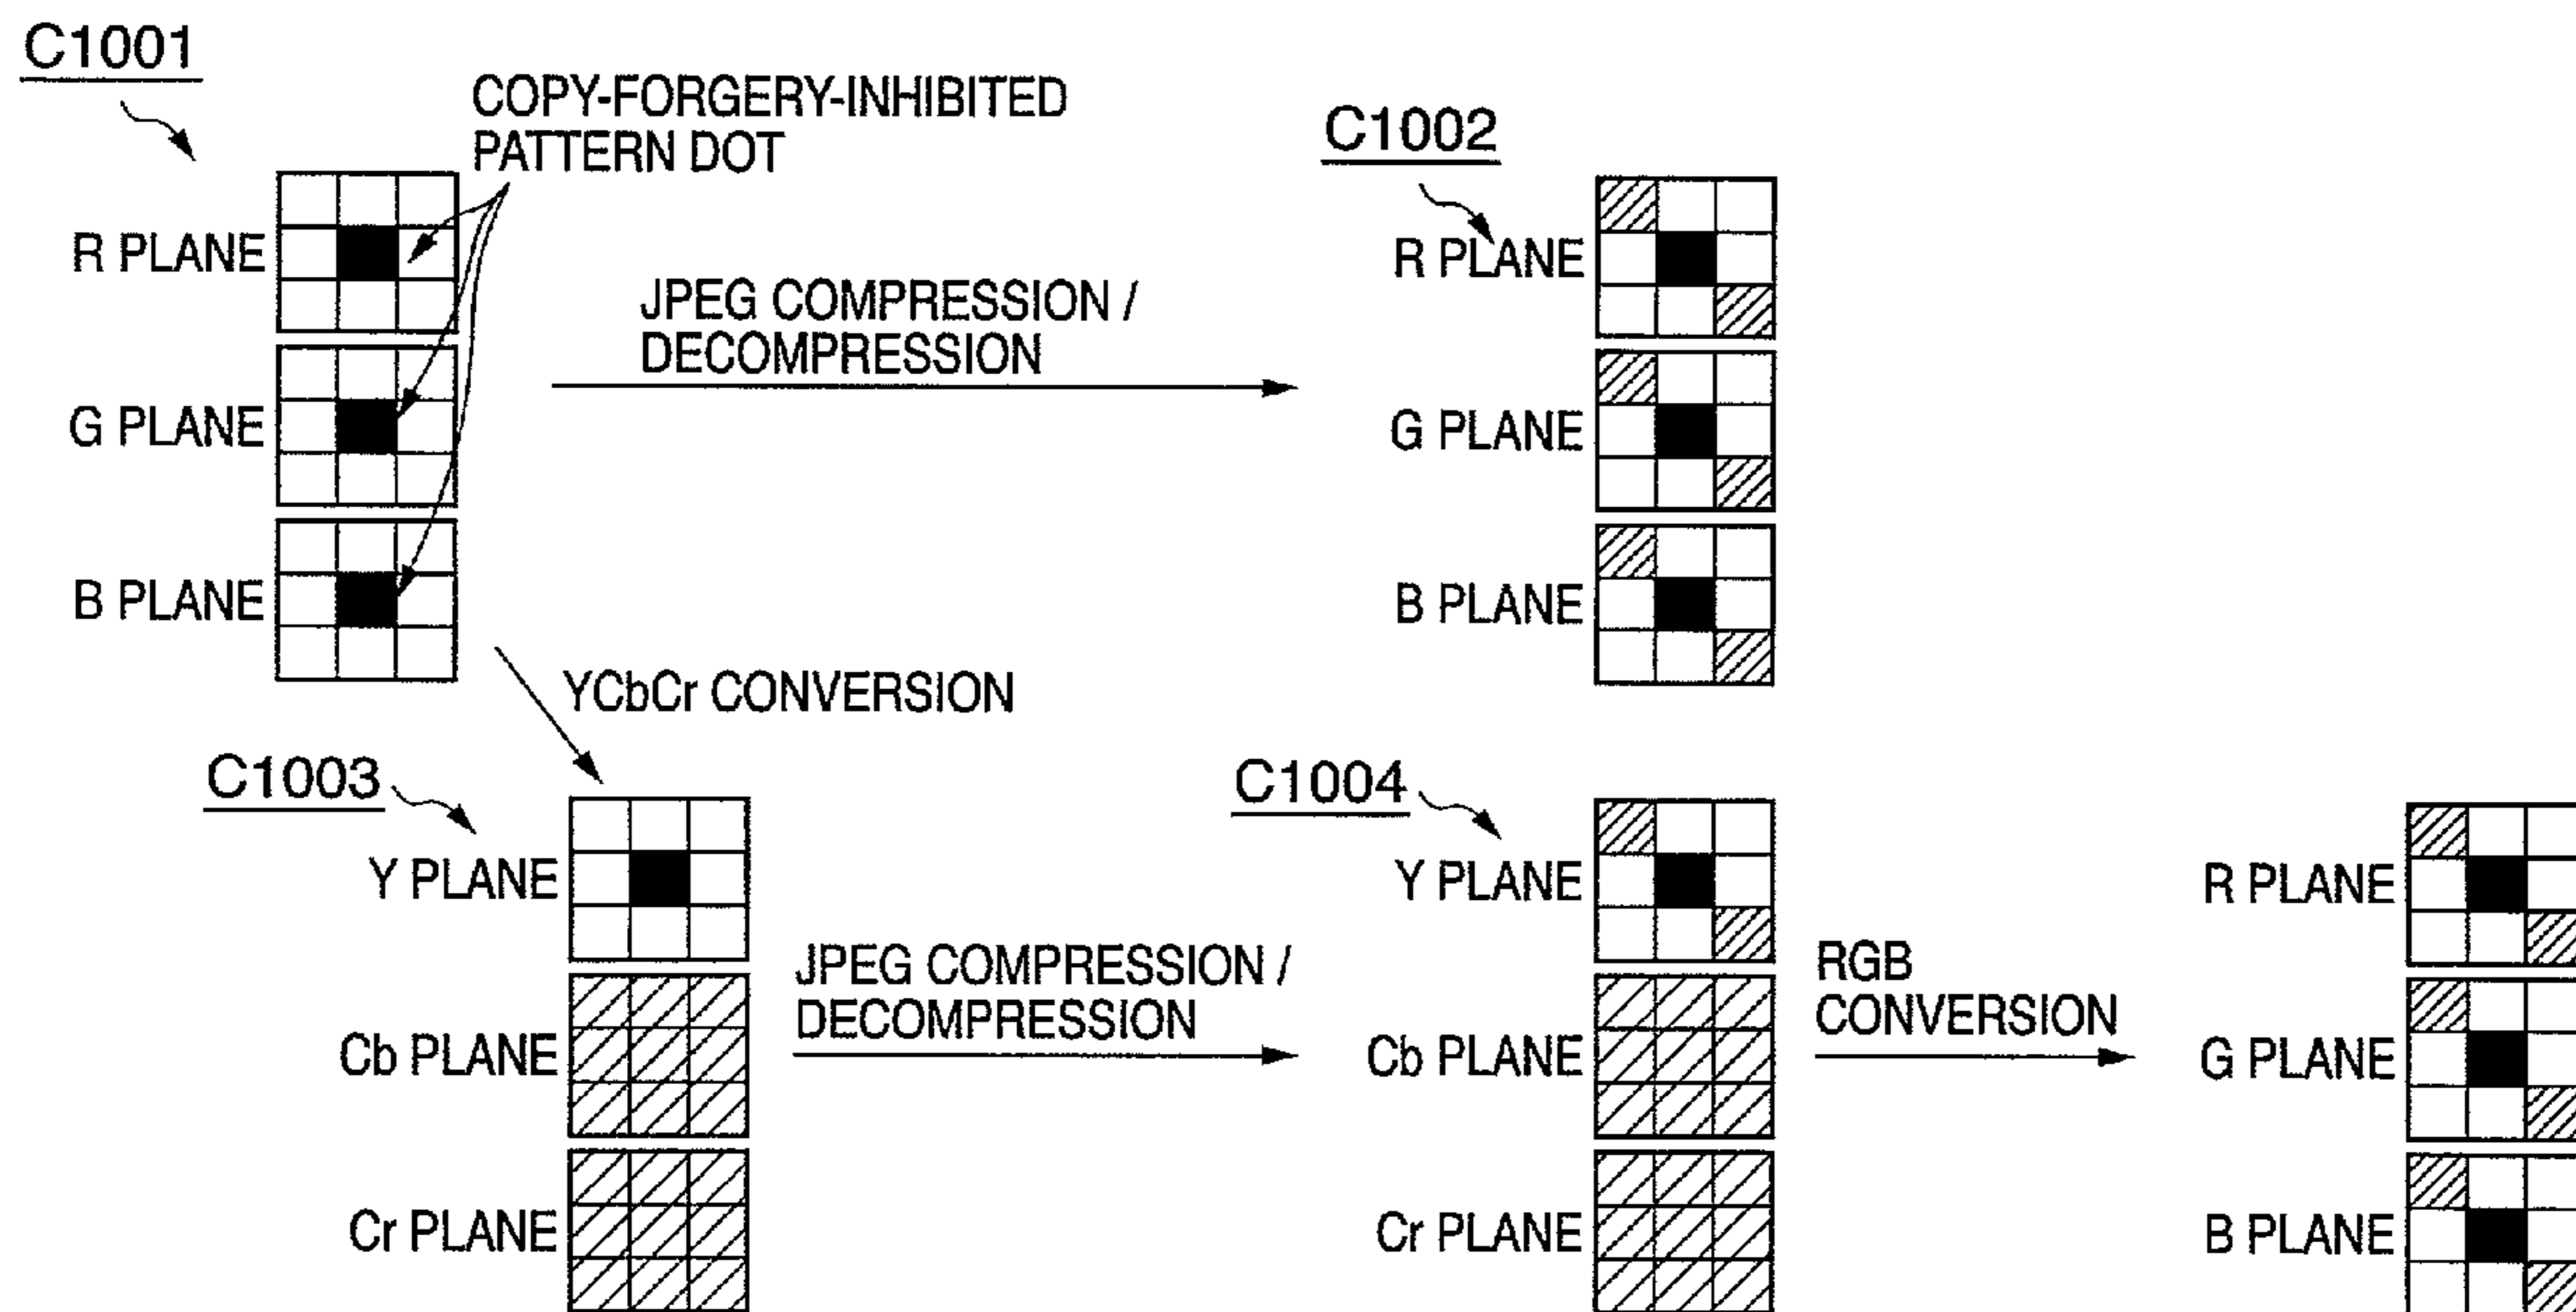 C1001
COPY-FORGERY-INHIBITED
PATTERN DOT
R PLANE
G PLANE
B PLANE
JPEG COMPRESSION /
DECOMPRESSION
C1002
R PLANE
G PLANE
B PLANE
YCbCr CONVERSION
C1003
Y PLANE
Cb PLANE
Cr PLANE
JPEG COMPRESSION /
DECOMPRESSION
C1004
Y PLANE
Cb PLANE
Cr PLANE
RGB
CONVERSION
R PLANE
G PLANE
B PLANE